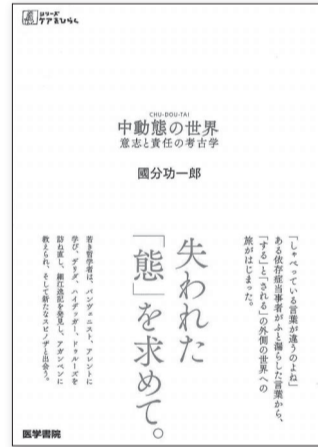 シリーズ
ケアをひらく
CHU-DOU-TAI
中動態の世界
意志と責任の考古学
國分功一郎
「しゃべっている言葉が違うのよね」
ある依存症当事者がふと漏らした言葉から、
「する」と「される」の外側の世界への
旅がはじまった。
失われた
「態」を求めて。
若き哲学者は、バンヴェニスト、アレントに
学び、デリダ、ハイデッガー、ドゥルーズを
訪ね直し、細江逸記を発見し、アガンベンに
教えられ、そして新たなスピノザと出会う。
医学書院